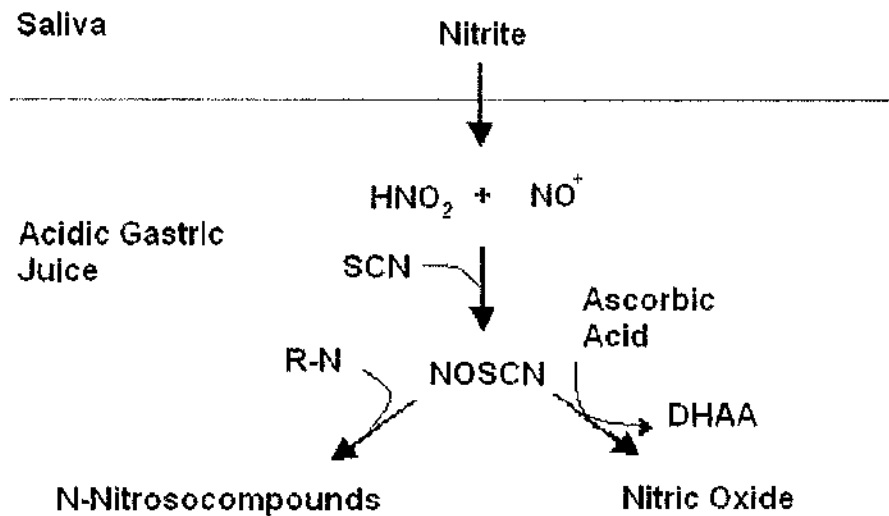 Saliva
Nitrite
HNO₂ + NO⁺
Acidic Gastric
Juice
SCN
Ascorbic
Acid
R-N
NOSCN
DHAA
N-Nitrosocompounds
Nitric Oxide